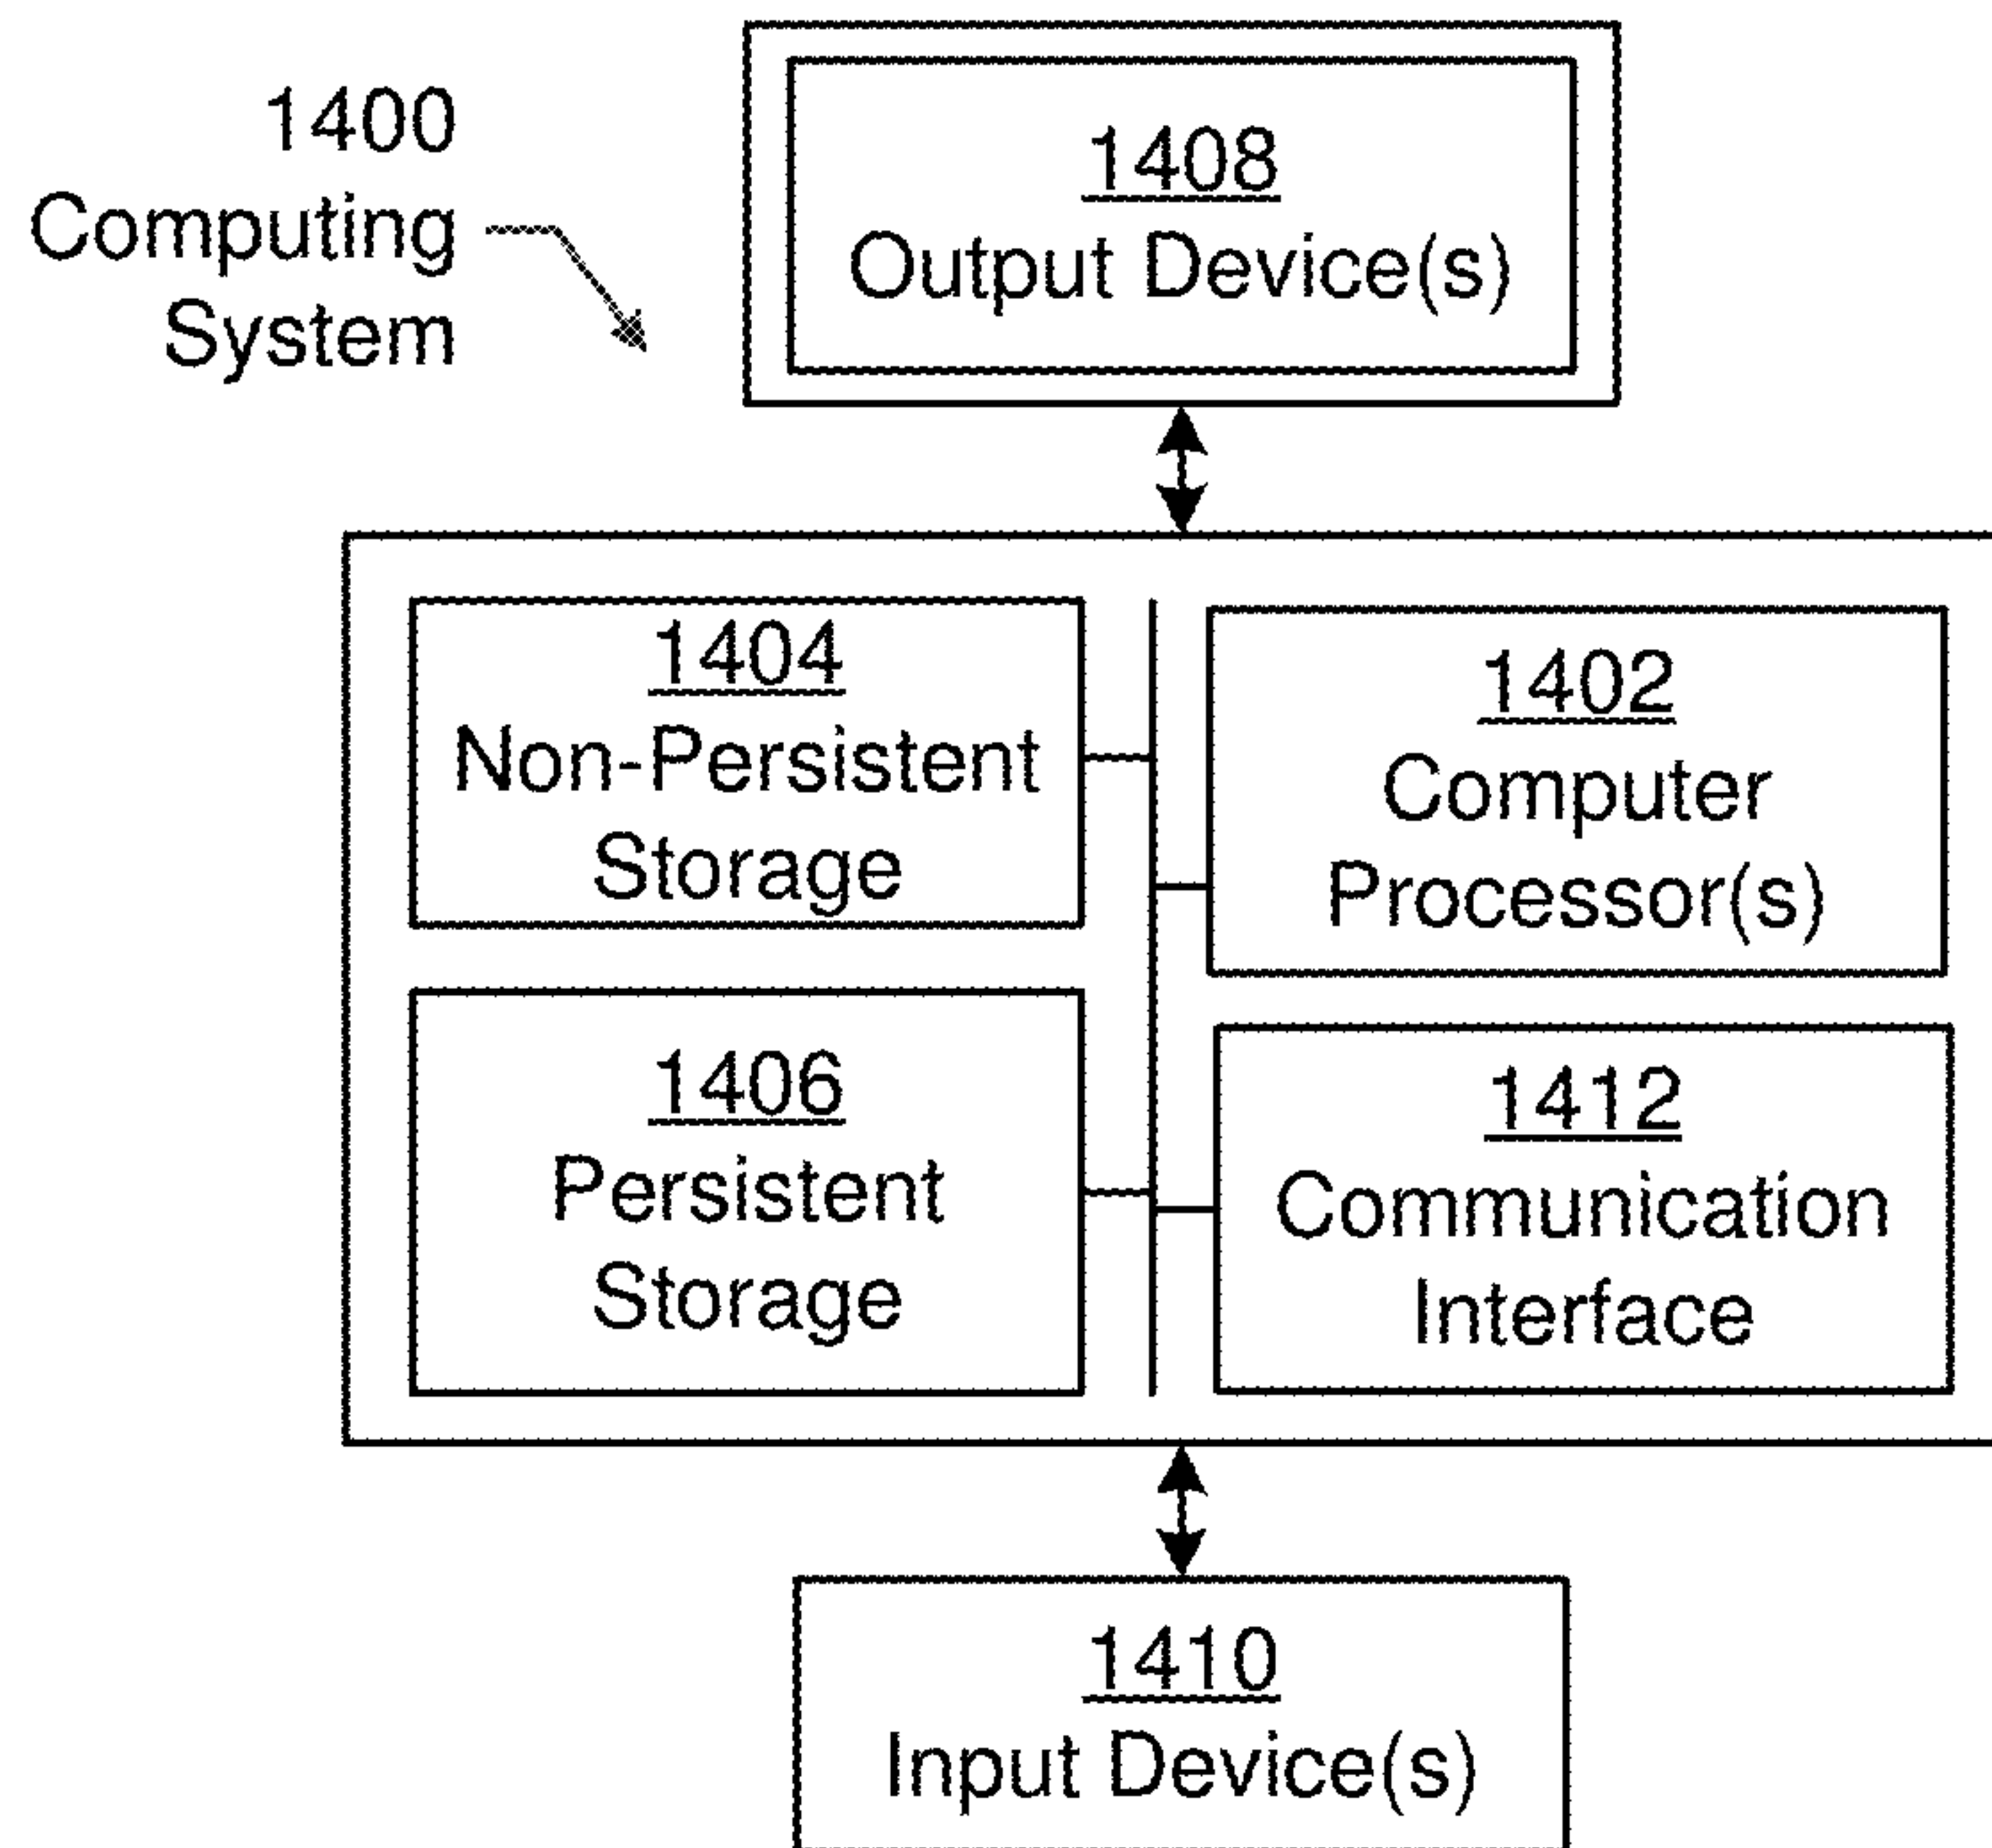 1400
Computing
System
1408
Output Device(s)
1404
Non-Persistent
Storage
1402
Computer
Processor(s)
1406
Persistent
Storage
1412
Communication
Interface
1410
Input Device(s)